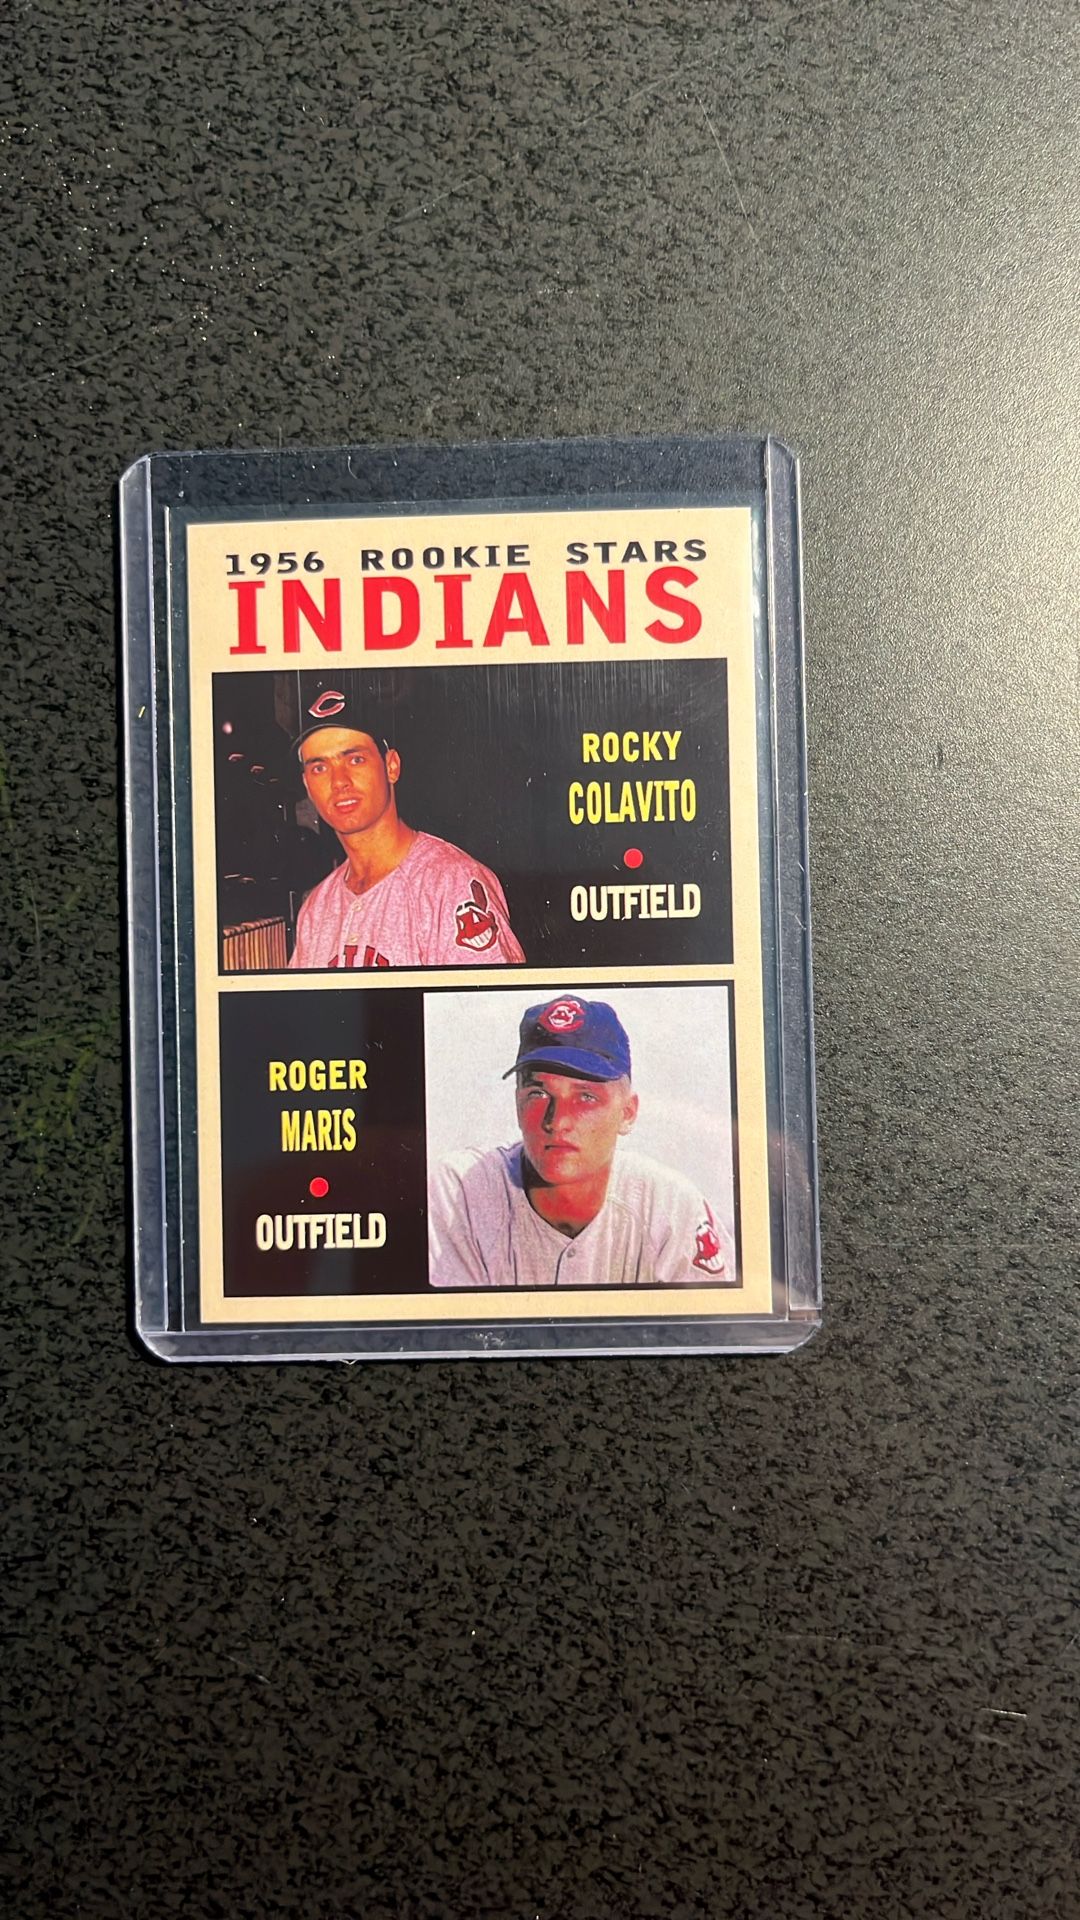 1956 ROOKIE STARS
INDIANS
ROCKY
COLAVITO
OUTFIELD
ROGER
MARIS
OUTFIELD